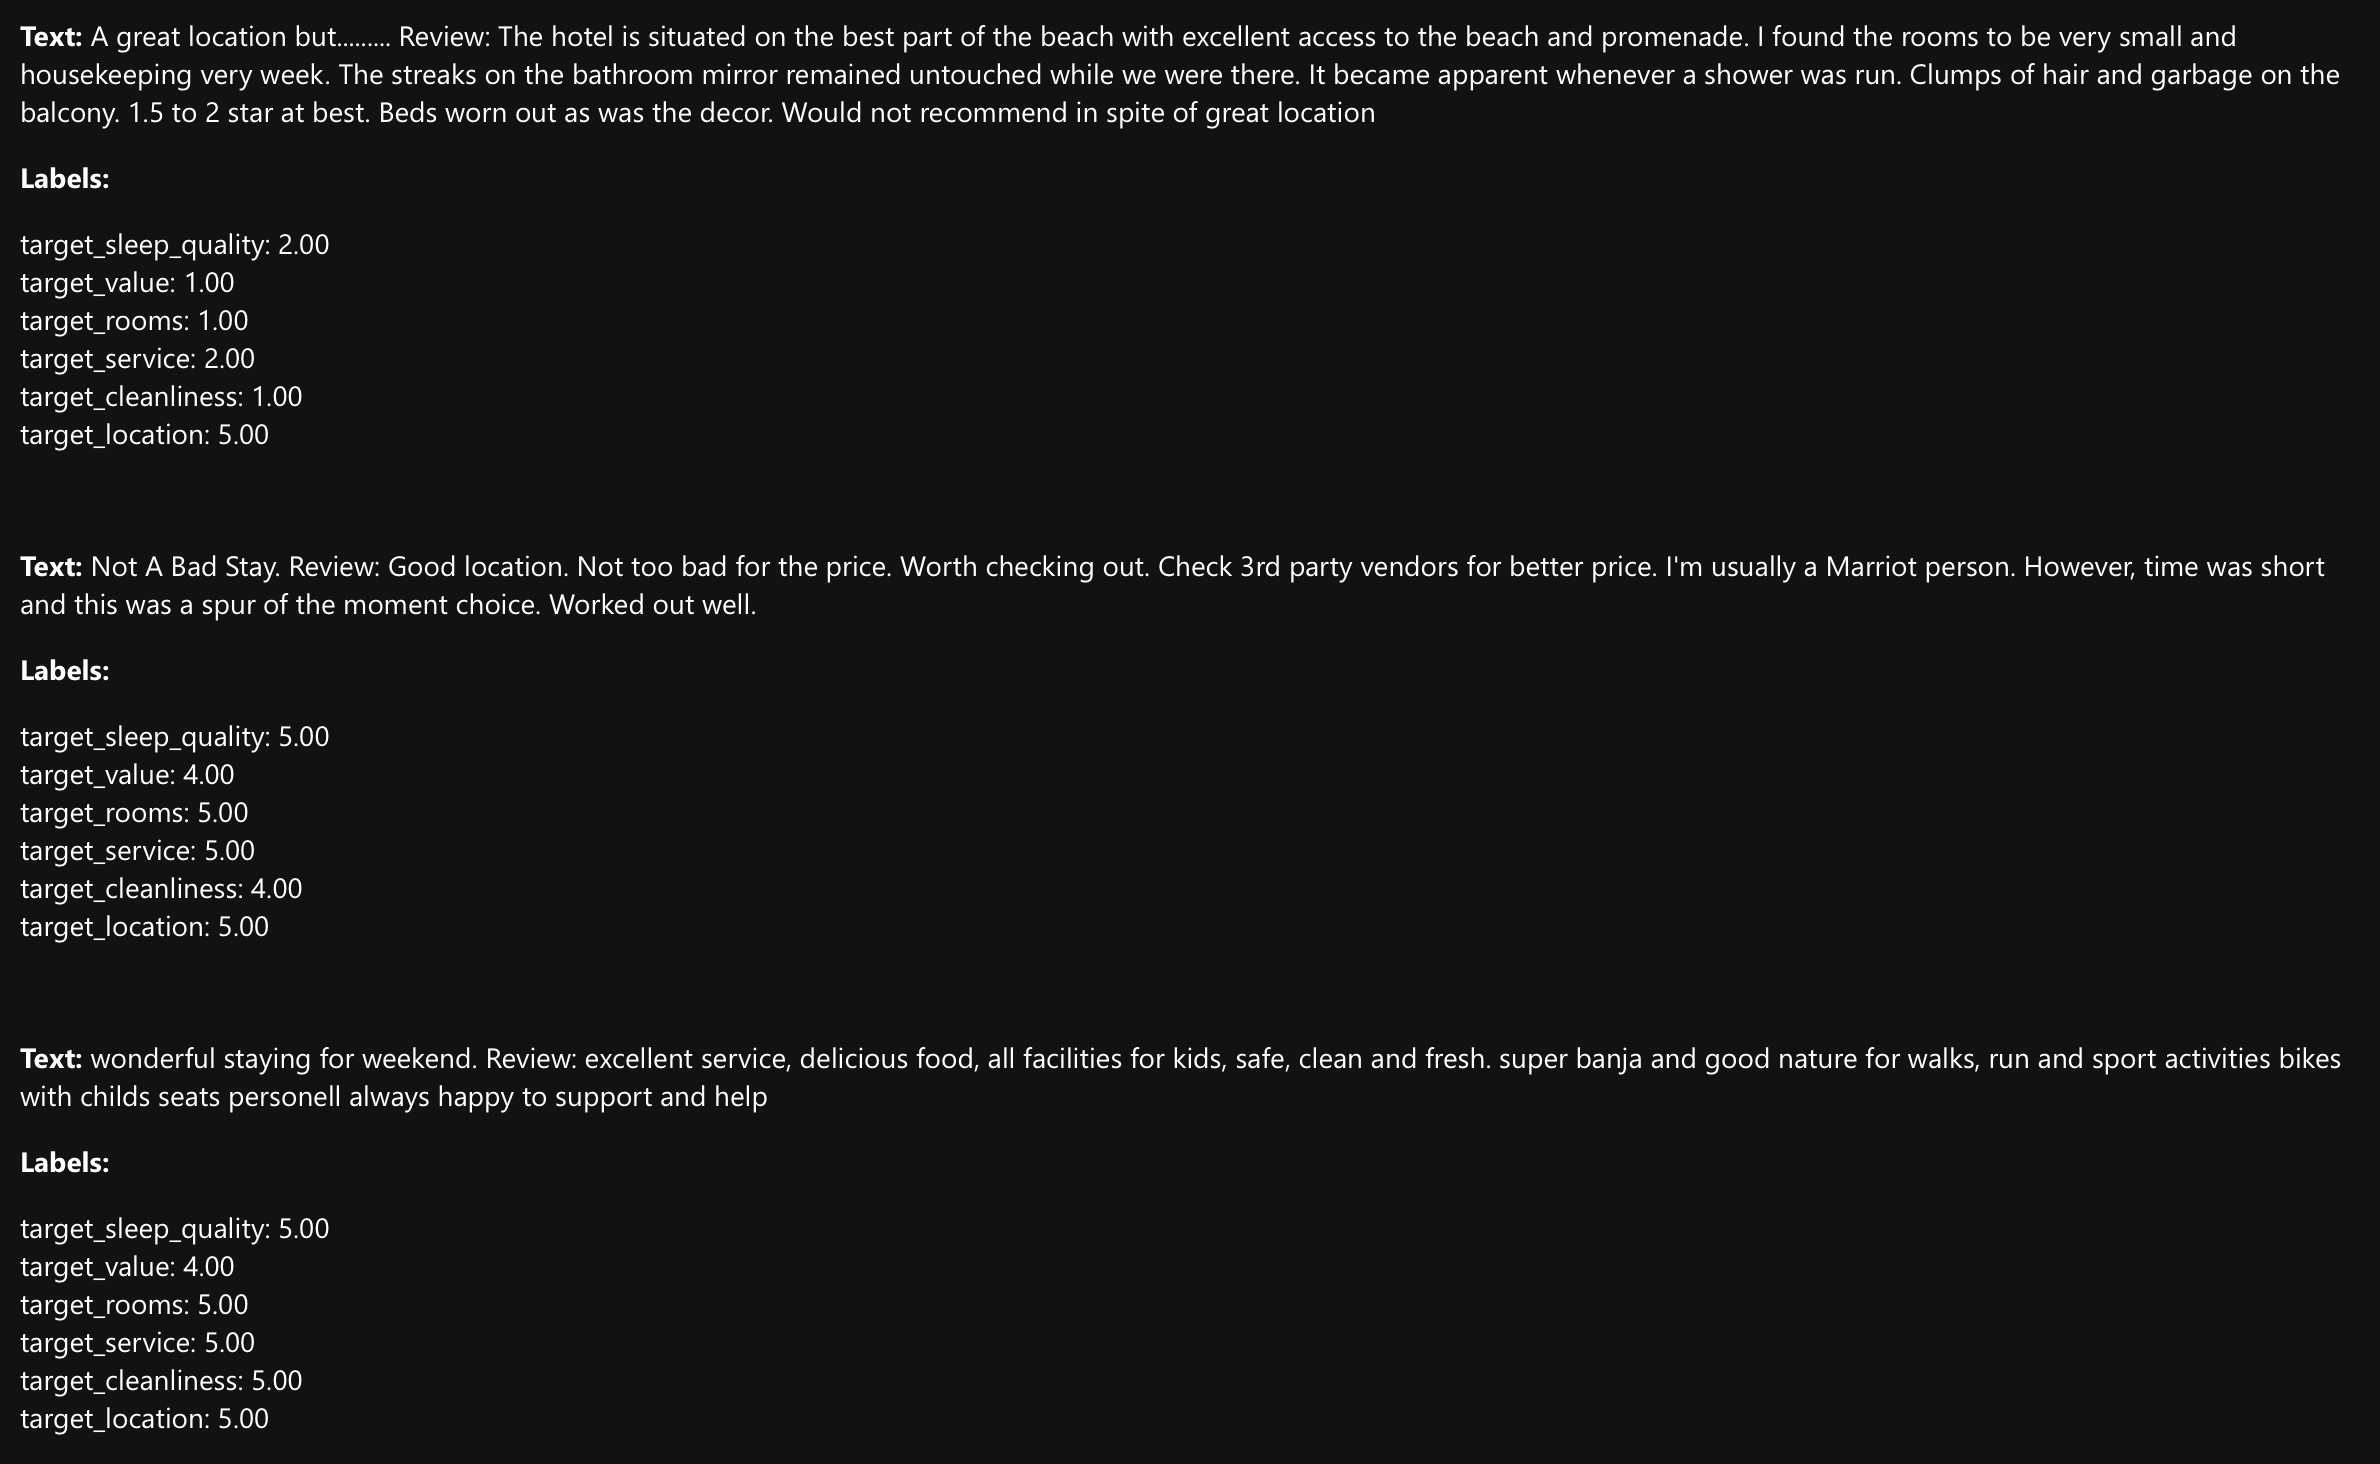 Text: A great location but......... Review: The hotel is situated on the best part of the beach with excellent access to the beach and promenade. I found the rooms to be very small and
housekeeping very week. The streaks on the bathroom mirror remained untouched while we were there. It became apparent whenever a shower was run. Clumps of hair and garbage on the
balcony. 1.5 to 2 star at best. Beds worn out as was the decor. Would not recommend in spite of great location
Labels:
target_sleep_quality: 2.00
target_value: 1.00
target_rooms: 1.00
target_service: 2.00
target_cleanliness: 1.00
target_location: 5.00
Text: Not A Bad Stay. Review: Good location. Not too bad for the price. Worth checking out. Check 3rd party vendors for better price. I'm usually a Marriot person. However, time was short
and this was a spur of the moment choice. Worked out well.
Labels:
target_sleep_quality: 5.00
target_value: 4.00
target_rooms: 5.00
target_service: 5.00
target_cleanliness: 4.00
target_location: 5.00
Text: wonderful staying for weekend. Review: excellent service, delicious food, all facilities for kids, safe, clean and fresh. super banja and good nature for walks, run and sport activities bikes
with childs seats personell always happy to support and help
Labels:
target_sleep_quality: 5.00
target_value: 4.00
target_rooms: 5.00
target_service: 5.00
target_cleanliness: 5.00
target_location: 5.00